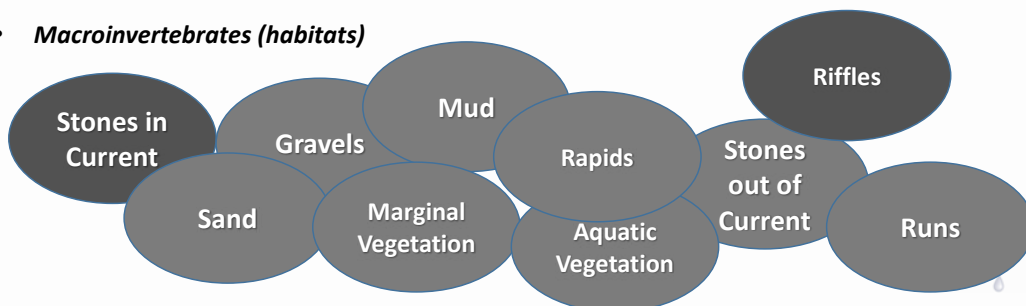 • Macroinvertebrates (habitats)
Riffles
Stones in
Current
Gravels
Mud
Rapids
Stones
out of
Current
Sand
Marginal
Vegetation
Aquatic
Vegetation
Runs